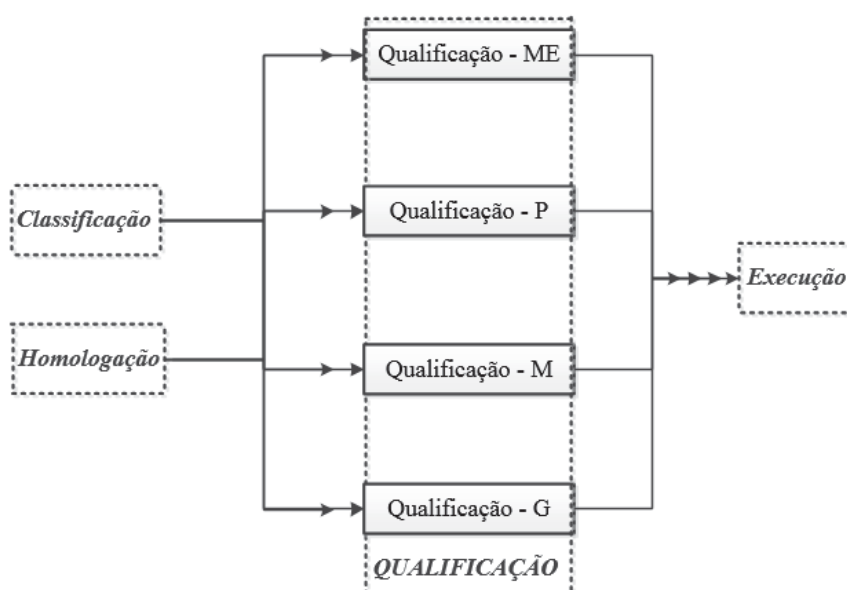 Qualificação - ME
Qualificação - P
Classificação
Execução
Homologação
Qualificação - M
Qualificação - G
QUALIFICAÇÃO